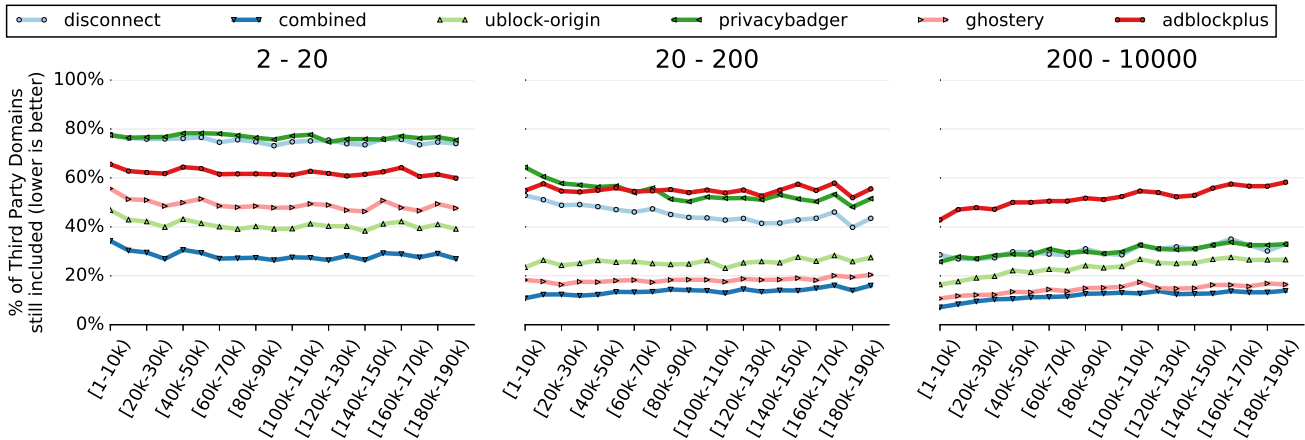 disconnect combined ublock-origin privacybadger ghostery adblockplus
2 - 20 20 - 200 200 - 10000
% of Third Party Domains
still included (lower is better)
100%
80%
60%
40%
20%
0%
[1-10k) [20k-30k) [40k-50k) [60k-70k) [80k-90k) [100k-110k) [120k-130k) [140k-150k) [160k-170k) [180k-190k)
[1-10k) [20k-30k) [40k-50k) [60k-70k) [80k-90k) [100k-110k) [120k-130k) [140k-150k) [160k-170k) [180k-190k)
[1-10k) [20k-30k) [40k-50k) [60k-70k) [80k-90k) [100k-110k) [120k-130k) [140k-150k) [160k-170k) [180k-190k)